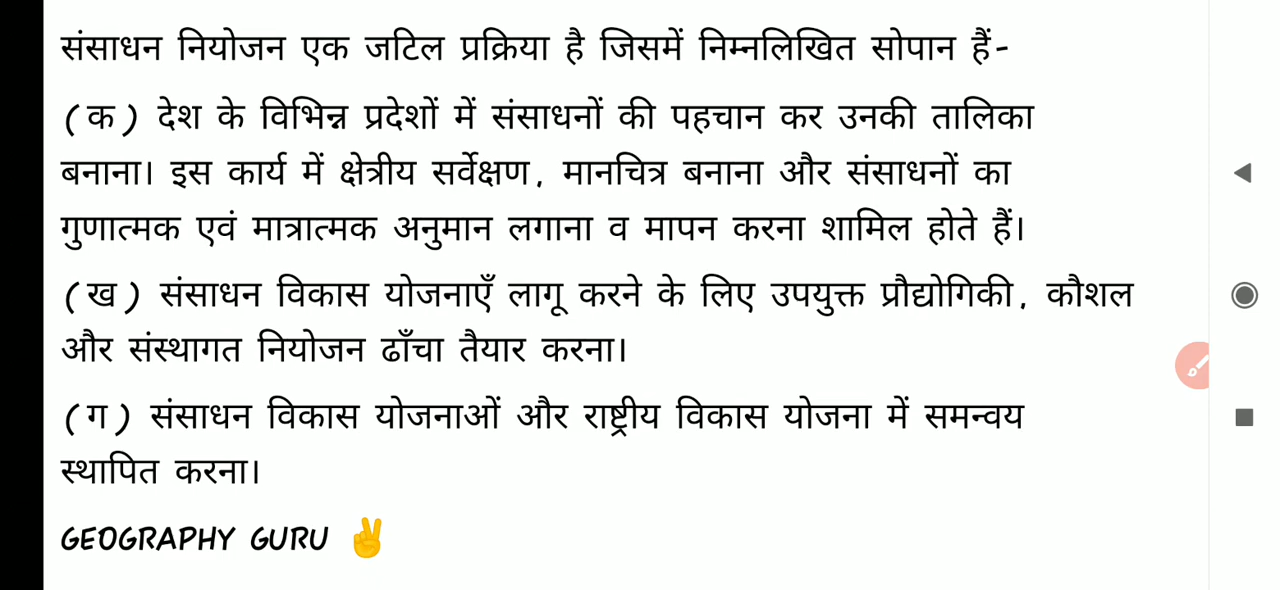 संसाधन नियोजन एक जटिल प्रक्रिया है जिसमें निम्नलिखित सोपान हैं-
(क) देश के विभिन्न प्रदेशों में संसाधनों की पहचान कर उनकी तालिका
बनाना। इस कार्य में क्षेत्रीय सर्वेक्षण, मानचित्र बनाना और संसाधनों का
गुणात्मक एवं मात्रात्मक अनुमान लगाना व मापन करना शामिल होते हैं।
(ख) संसाधन विकास योजनाएँ लागू करने के लिए उपयुक्त प्रौद्योगिकी, कौशल
और संस्थागत नियोजन ढाँचा तैयार करना।
(ग) संसाधन विकास योजनाओं और राष्ट्रीय विकास योजना में समन्वय
स्थापित करना।
GEOGRAPHY GURU ✌